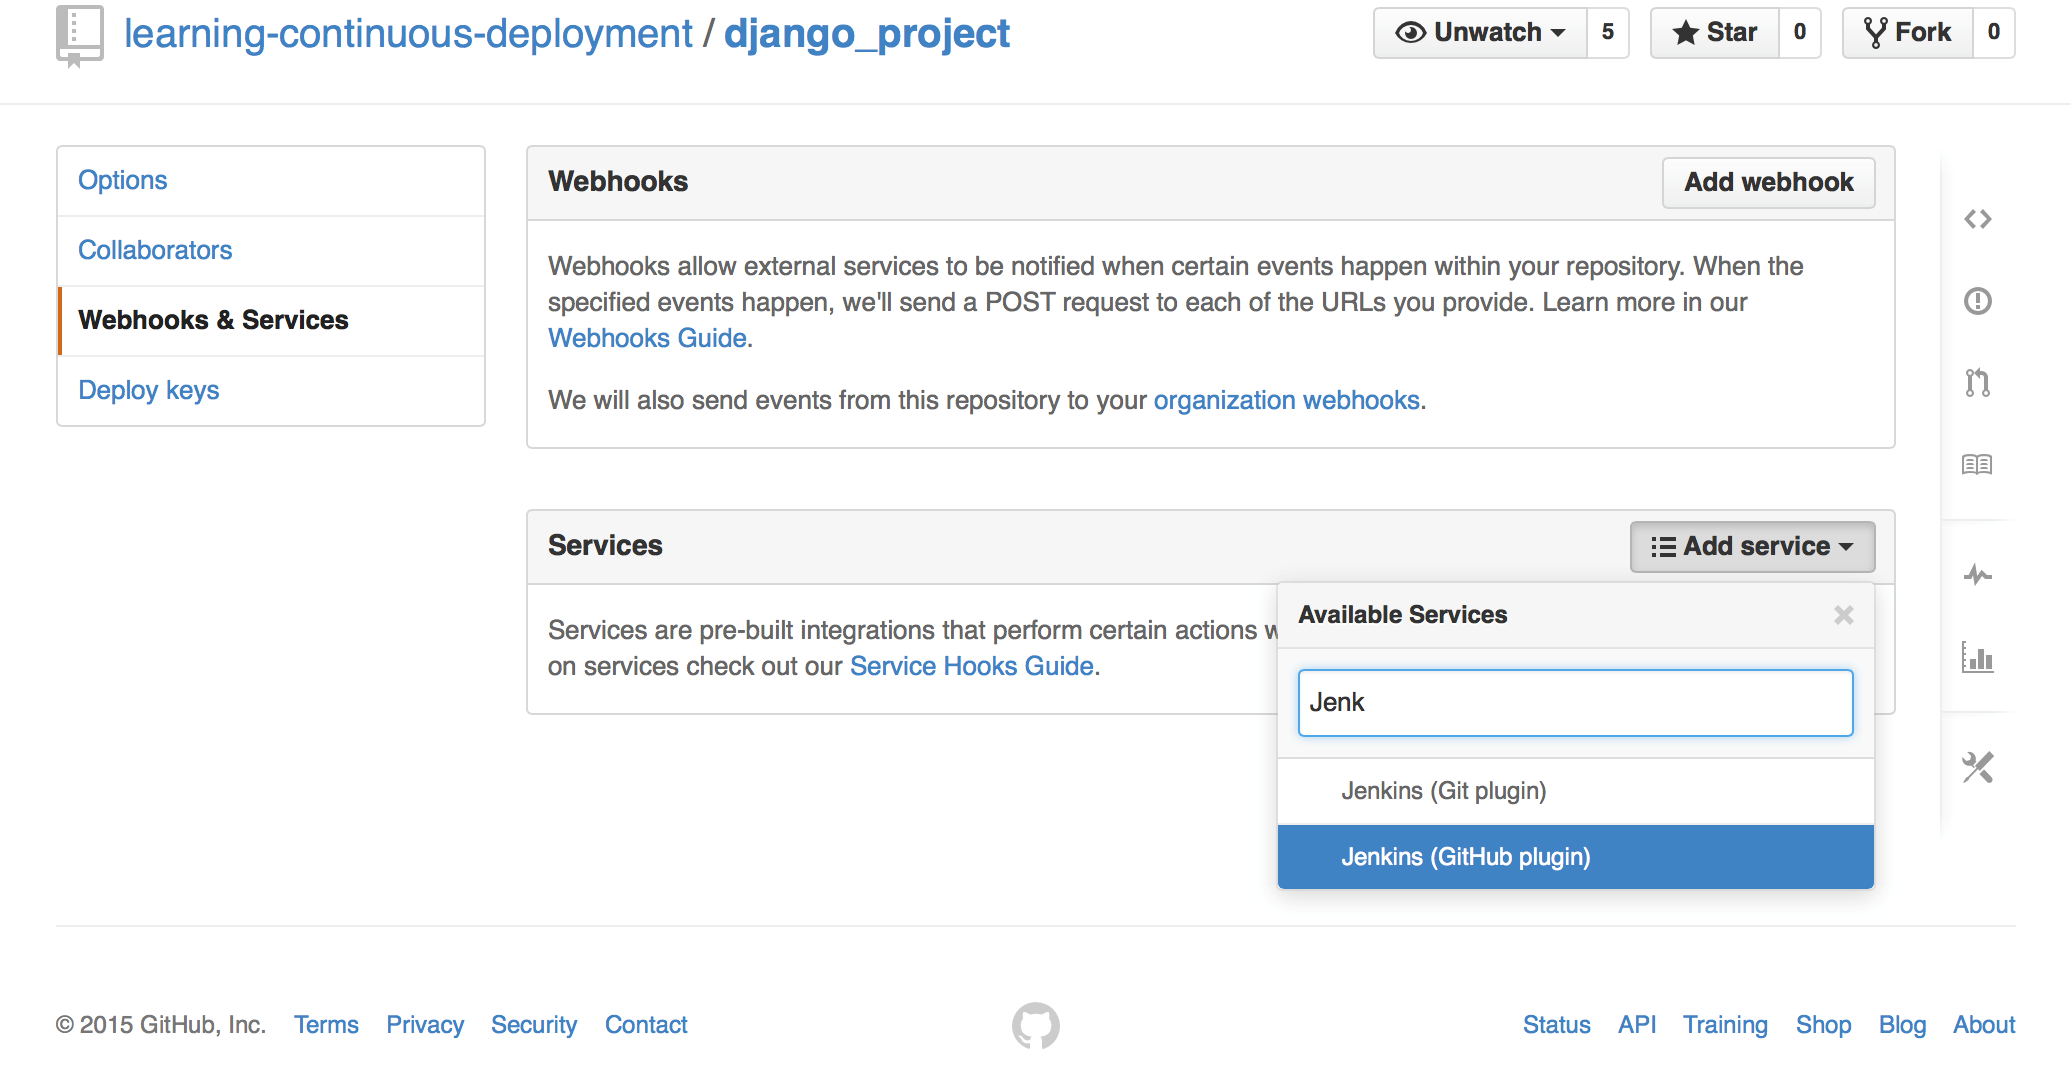 learning-continuous-deployment / django_project
Unwatch 5
Star 0
Fork 0
Options
Collaborators
Webhooks & Services
Deploy keys
Webhooks
Add webhook
Webhooks allow external services to be notified when certain events happen within your repository. When the
specified events happen, we'll send a POST request to each of the URLs you provide. Learn more in our
Webhooks Guide.
We will also send events from this repository to your organization webhooks.
Services
Add service
Services are pre-built integrations that perform certain actions
on services check out our Service Hooks Guide.
Available Services
Jenk
Jenkins (Git plugin)
Jenkins (GitHub plugin)
© 2015 GitHub, Inc. Terms Privacy Security Contact
Status API Training Shop Blog About